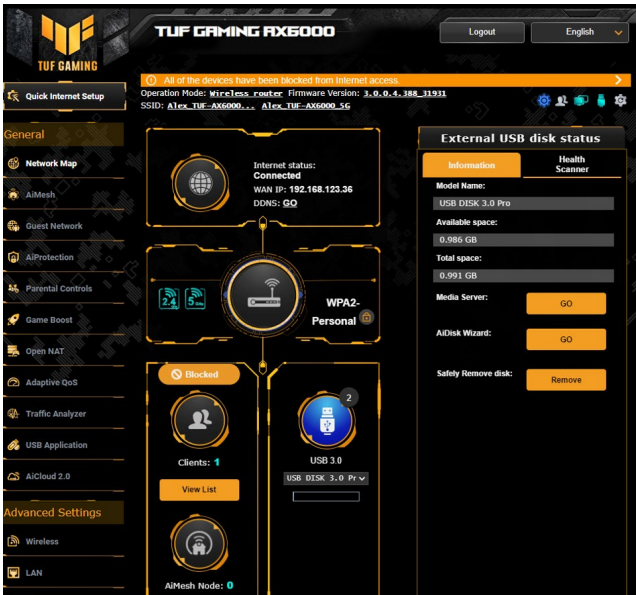 TUF GAMING
TUF GAMING AX6000
Logout
English
Quick Internet Setup
All of the devices have been blocked from Internet access.
Operation Mode: Wireless router Firmware Version: 3.0.0.4.388_31931
SSID: Alex_TUF-AX6000... Alex_TUF-AX6000_5G
General
Network Map
AiMesh
Guest Network
AiProtection
Parental Controls
Game Boost
Open NAT
Adaptive QoS
Traffic Analyzer
USB Application
AiCloud 2.0
Advanced Settings
Wireless
LAN
Internet status:
Connected
WAN IP: 192.168.123.36
DDNS: GO
2.4
5
WPA2-
Personal
Blocked
Clients: 1
View List
AiMesh Node: 0
2
USB 3.0
USB DISK 3.0 Pr
External USB disk status
Information
Health
Scanner
Model Name:
USB DISK 3.0 Pro
Available space:
0.986 GB
Total space:
0.991 GB
Media Server:
GO
AiDisk Wizard:
GO
Safely Remove disk:
Remove